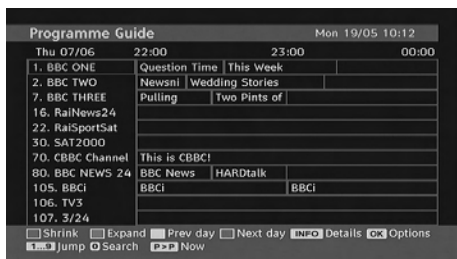 Programme Guide Mon 19/05 10:12
Thu 07/06 22:00 23:00 00:00
1. BBC ONE Question Time This Week
2. BBC TWO Newsni Wedding Stories
7. BBC THREE Pulling Two Pints of
16. RaiNews24
22. RaiSportSat
30. SAT2000
70. CBBC Channel This is CBBC!
80. BBC NEWS 24 BBC News HARDtalk
105. BBCi BBCi BBCi
106. TV3
107. 3/24
Shrink Expand Prev day Next day INFO Details OK Options
1...9 Jump 0 Search P>P Now